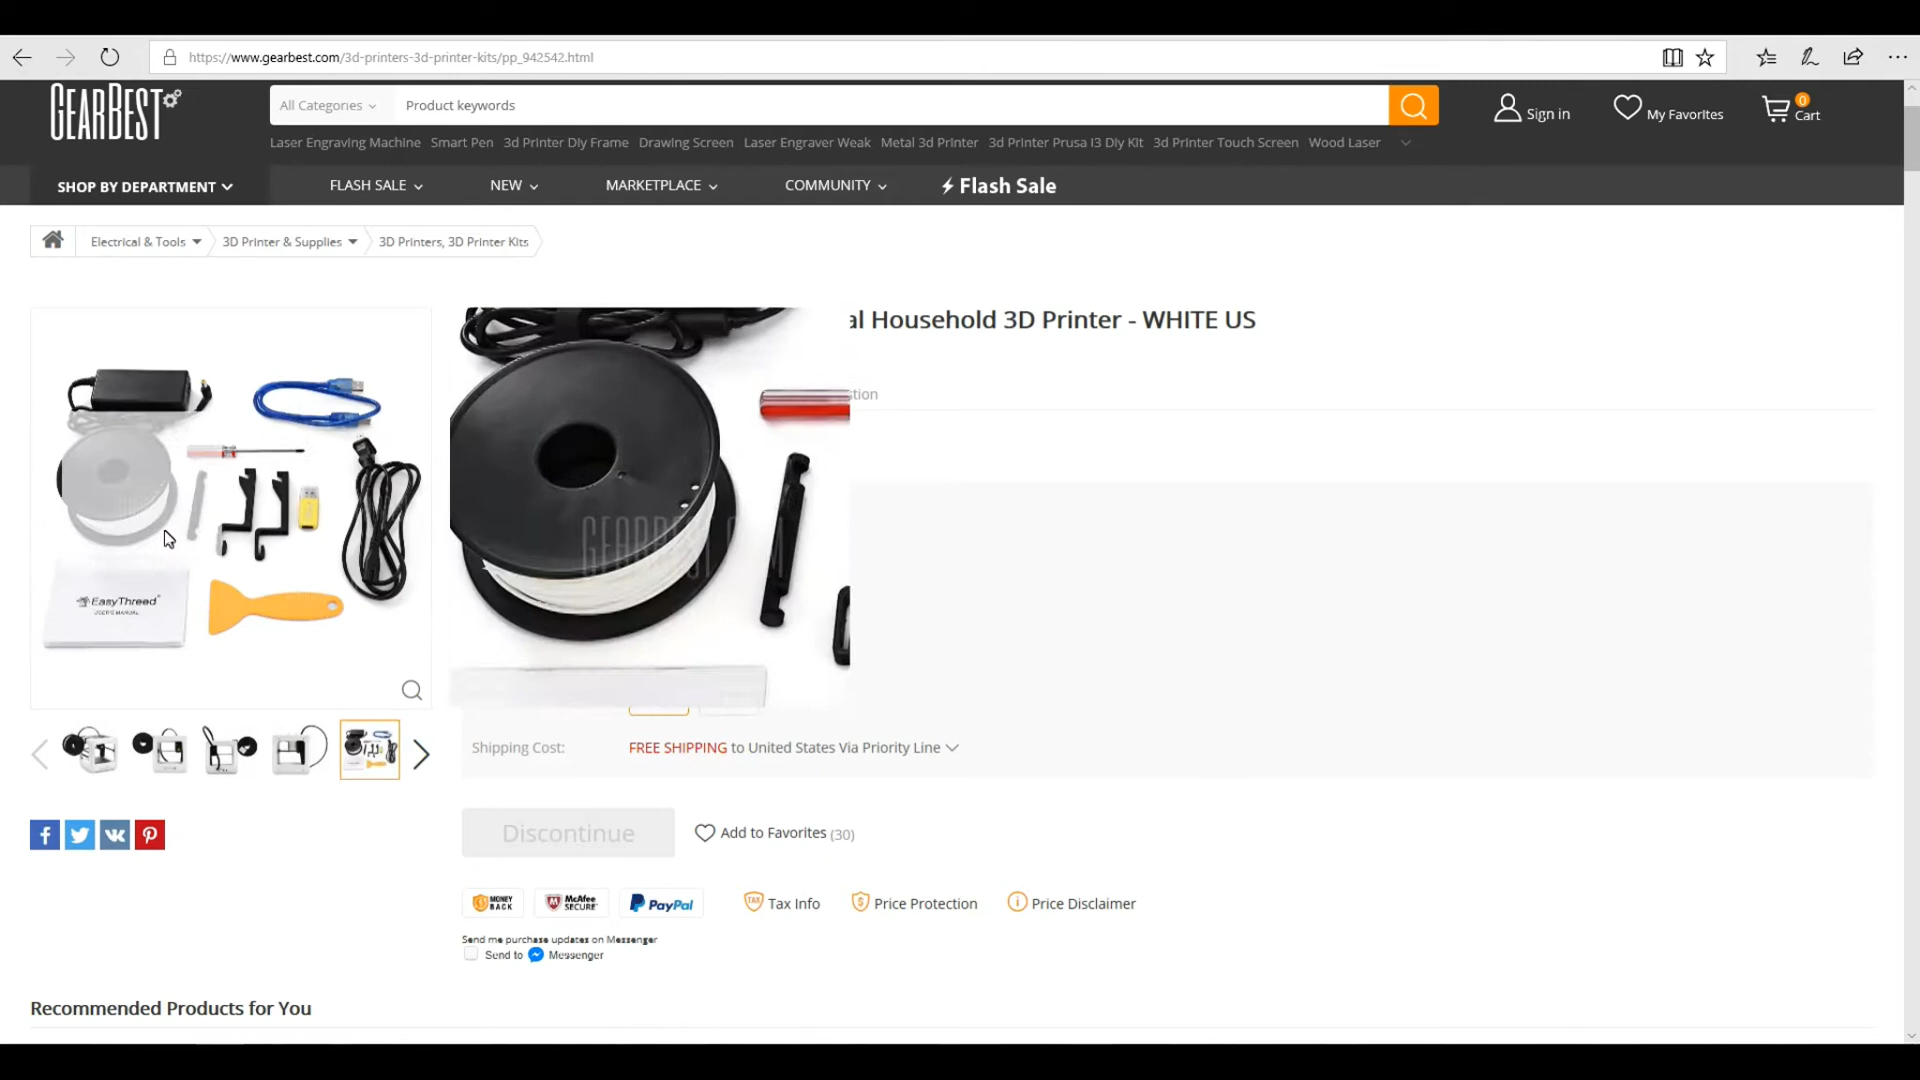 https://www.gearbest.com/3d-printers-3d-printer-kits/pp_942542.html
GEARBEST
All Categories
Product keywords
Sign in
My Favorites
0
Cart
Laser Engraving Machine Smart Pen 3d Printer Diy Frame Drawing Screen Laser Engraver Weak Metal 3d Printer 3d Printer Prusa I3 Diy Kit 3d Printer Touch Screen Wood Laser
SHOP BY DEPARTMENT
FLASH SALE
NEW
MARKETPLACE
COMMUNITY
Flash Sale
Electrical & Tools
3D Printer & Supplies
3D Printers, 3D Printer Kits
al Household 3D Printer - WHITE US
tion
GEARBEST
EasyThreed
USER'S MANUAL
Shipping Cost:
FREE SHIPPING to United States Via Priority Line
Discontinue
Add to Favorites (30)
MONEY BACK
McAfee SECURE
PayPal
TAX
Tax Info
Price Protection
Price Disclaimer
Send me purchase updates on Messenger
Send to Messenger
Recommended Products for You